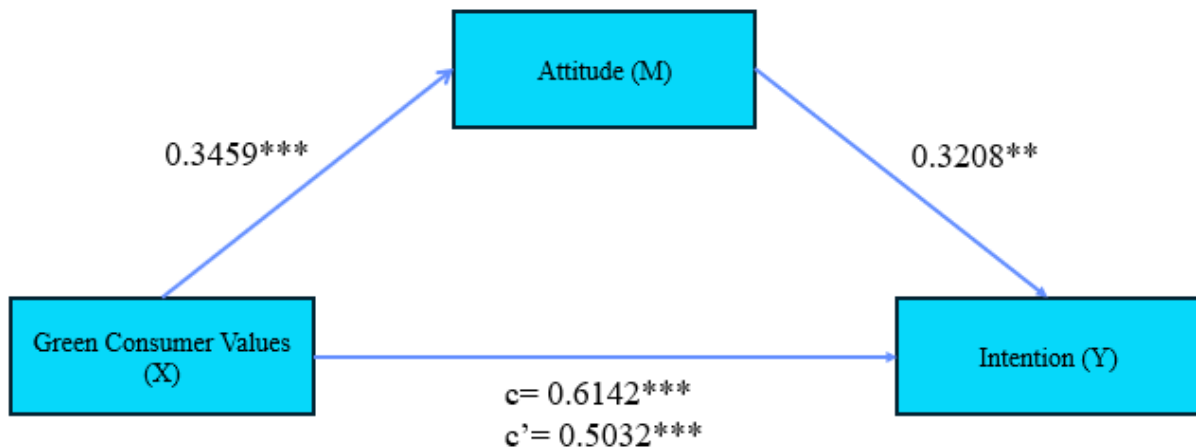 Attitude (M)
0.3459***
0.3208**
Green Consumer Values
(X)
Intention (Y)
c= 0.6142***
c’= 0.5032***